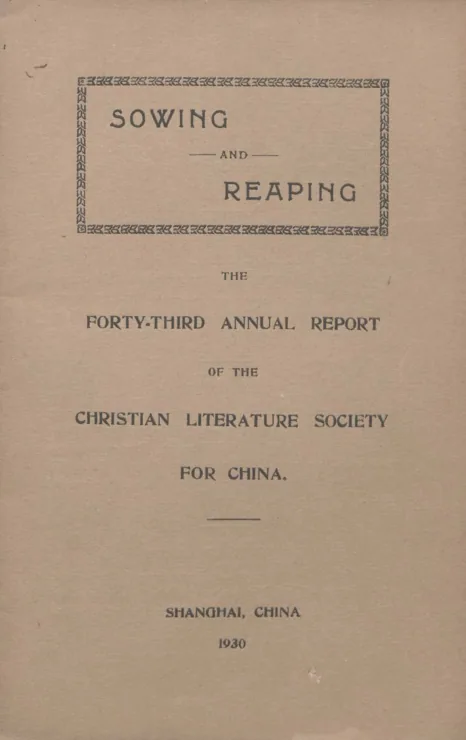 SOWING
AND
REAPING
THE
FORTY-THIRD ANNUAL REPORT
OF THE
CHRISTIAN LITERATURE SOCIETY
FOR CHINA.
SHANGHAI, CHINA
1930